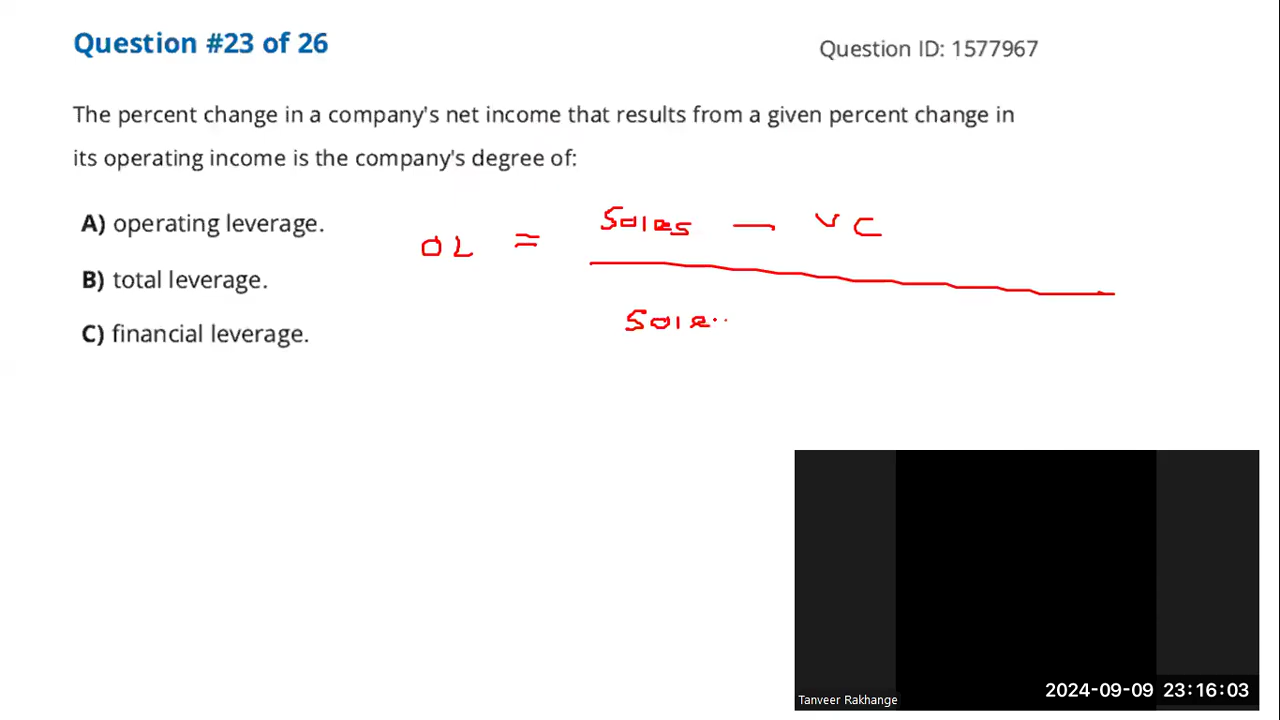 Question #23 of 26
Question ID: 1577967
The percent change in a company's net income that results from a given percent change in
its operating income is the company's degree of:
A) operating leverage.
B) total leverage.
C) financial leverage.
OL = Sales — VC
Sale
Tanveer Rakhange
2024-09-09 23:16:03